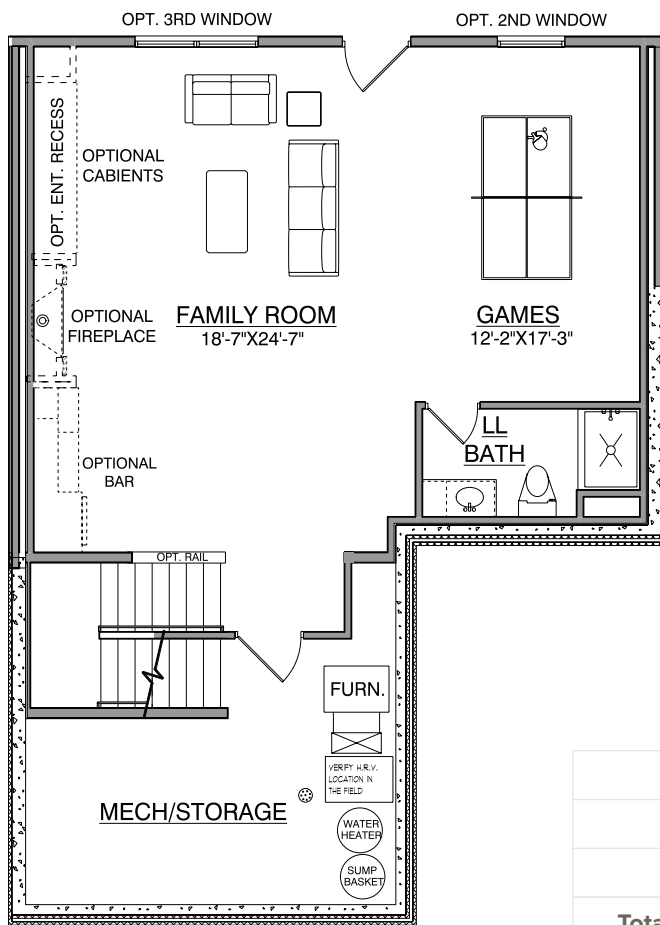 OPT. 3RD WINDOW
OPT. 2ND WINDOW
OPT. ENT. RECESS
OPTIONAL
CABIENTS
OPTIONAL
FIREPLACE
FAMILY ROOM
18'-7"X24'-7"
GAMES
12'-2"X17'-3"
LL
BATH
OPTIONAL
BAR
OPT. RAIL
FURN.
VERIFY H.R.V.
LOCATION IN
THE FIELD
MECH/STORAGE
WATER
HEATER
SUMP
BASKET
Tota